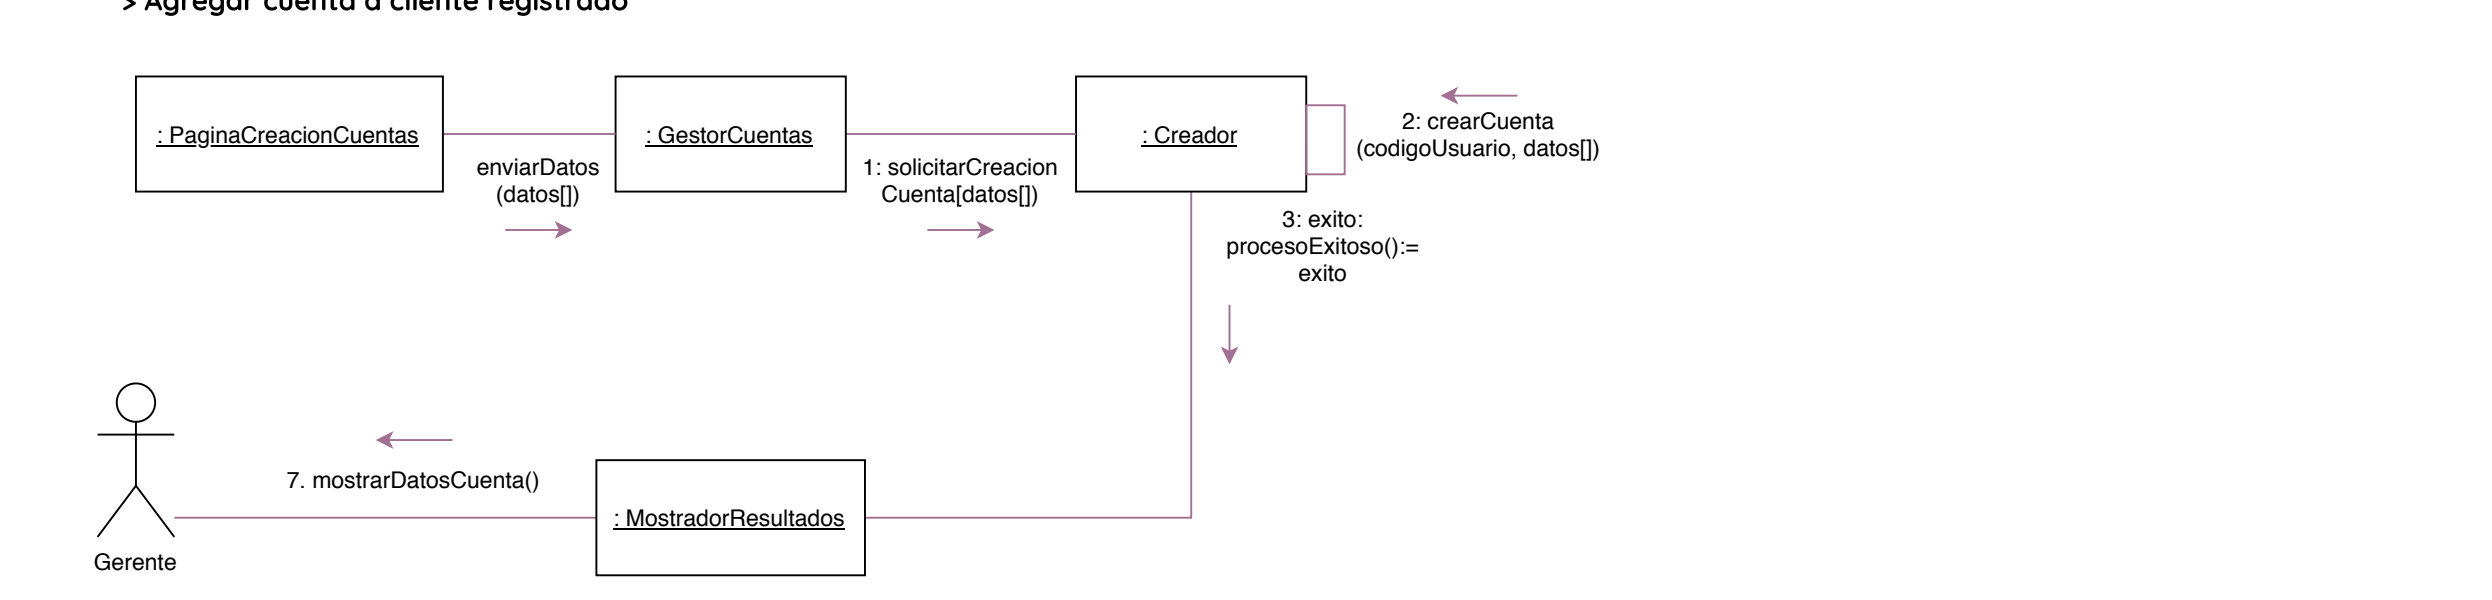 > Agregar cuenta a cliente registrado
: PaginaCreacionCuentas
enviarDatos
(datos[])
: GestorCuentas
1: solicitarCreacion
Cuenta[datos[])
: Creador
2: crearCuenta
(codigoUsuario, datos[])
3: exito:
procesoExitoso():=
exito
7. mostrarDatosCuenta()
: MostradorResultados
Gerente